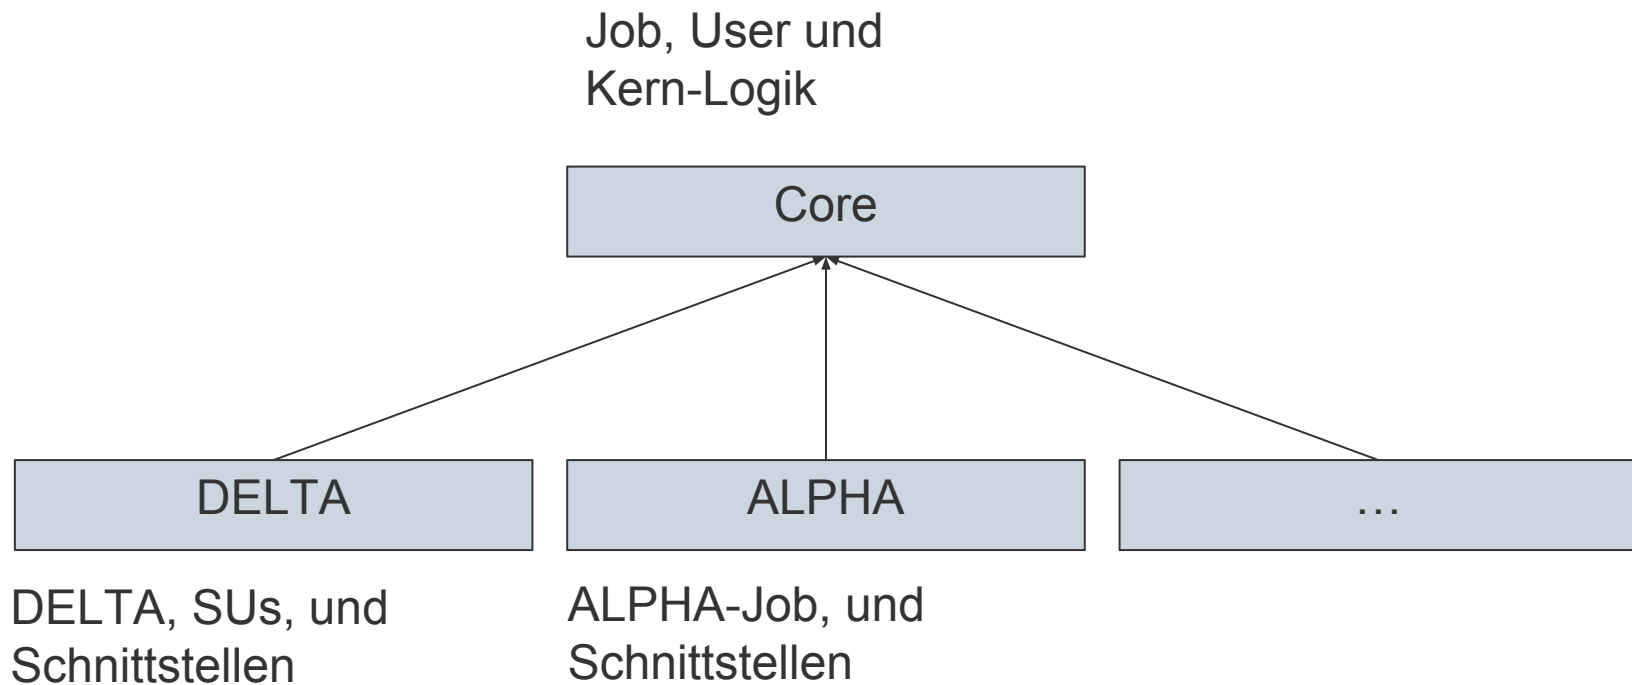 Job, User und
Kern-Logik
Core
DELTA
ALPHA
...
DELTA, SUs, und
Schnittstellen
ALPHA-Job, und
Schnittstellen